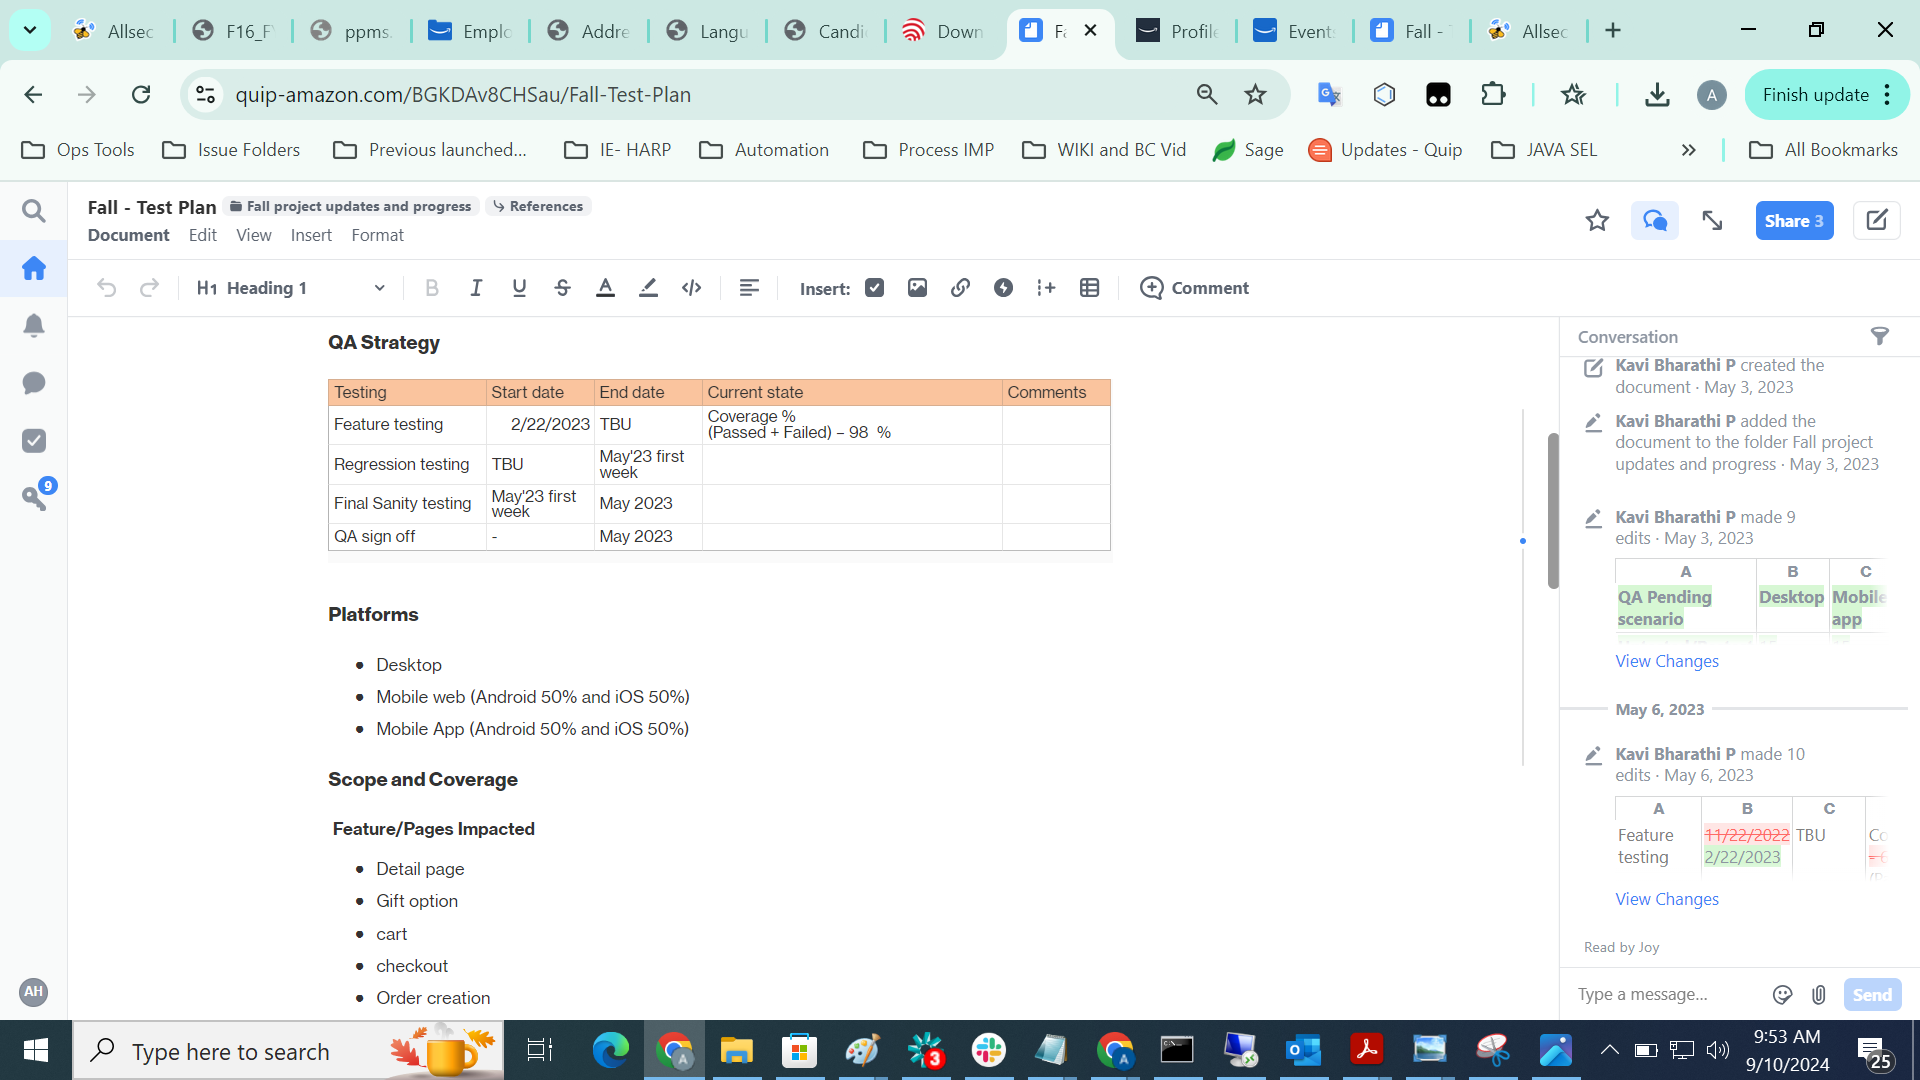 Allsec
F16_F
ppms.
Emplo
Addre
Langu
Candi
Down
Fa
Profile
Events
Fall -
Allsec
quip-amazon.com/BGKDAv8CHSau/Fall-Test-Plan
A
Finish update
Ops Tools
Issue Folders
Previous launched...
IE- HARP
Automation
Process IMP
WIKI and BC Vid
Sage
Updates - Quip
JAVA SEL
»
All Bookmarks
Fall - Test Plan
Fall project updates and progress
References
Document Edit View Insert Format
Share 3
H1 Heading 1
B I U S A </>
Insert:
Comment
9
AH
QA Strategy
Testing Start date End date Current state Comments
Feature testing 2/22/2023 TBU Coverage %
(Passed + Failed) – 98 %
Regression testing TBU May'23 first
week
Final Sanity testing May'23 first
week May 2023
QA sign off - May 2023
Platforms
• Desktop
• Mobile web (Android 50% and iOS 50%)
• Mobile App (Android 50% and iOS 50%)
Scope and Coverage
Feature/Pages Impacted
• Detail page
• Gift option
• cart
• checkout
• Order creation
Conversation
Kavi Bharathi P created the
document · May 3, 2023
Kavi Bharathi P added the
document to the folder Fall project
updates and progress · May 3, 2023
Kavi Bharathi P made 9
edits · May 3, 2023
A B C
QA Pending
scenario
Desktop
Mobile
app
View Changes
May 6, 2023
Kavi Bharathi P made 10
edits · May 6, 2023
A B C
Feature
testing
11/22/2022
2/22/2023
TBU
Co
View Changes
Read by Joy
Type a message...
Send
Type here to search
A
3
A
9:53 AM
9/10/2024
25